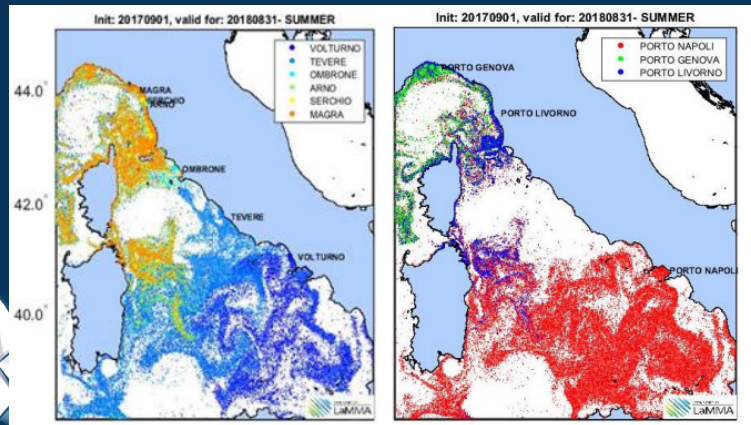 Init: 20170901, valid for: 20180831- SUMMER
VOLTURNO
TEVERE
OMBRONE
ARNO
SERCHIO
MAGRA
44.0°
42.0°
40.0°
MAGRA
SERCHIO
ARNO
OMBRONE
TEVERE
VOLTURNO
LaMMA
Init: 20170901, valid for: 20180831- SUMMER
PORTO NAPOLI
PORTO GENOVA
PORTO LIVORNO
PORTO GENOVA
PORTO LIVORNO
PORTO NAPOLI
LaMMA